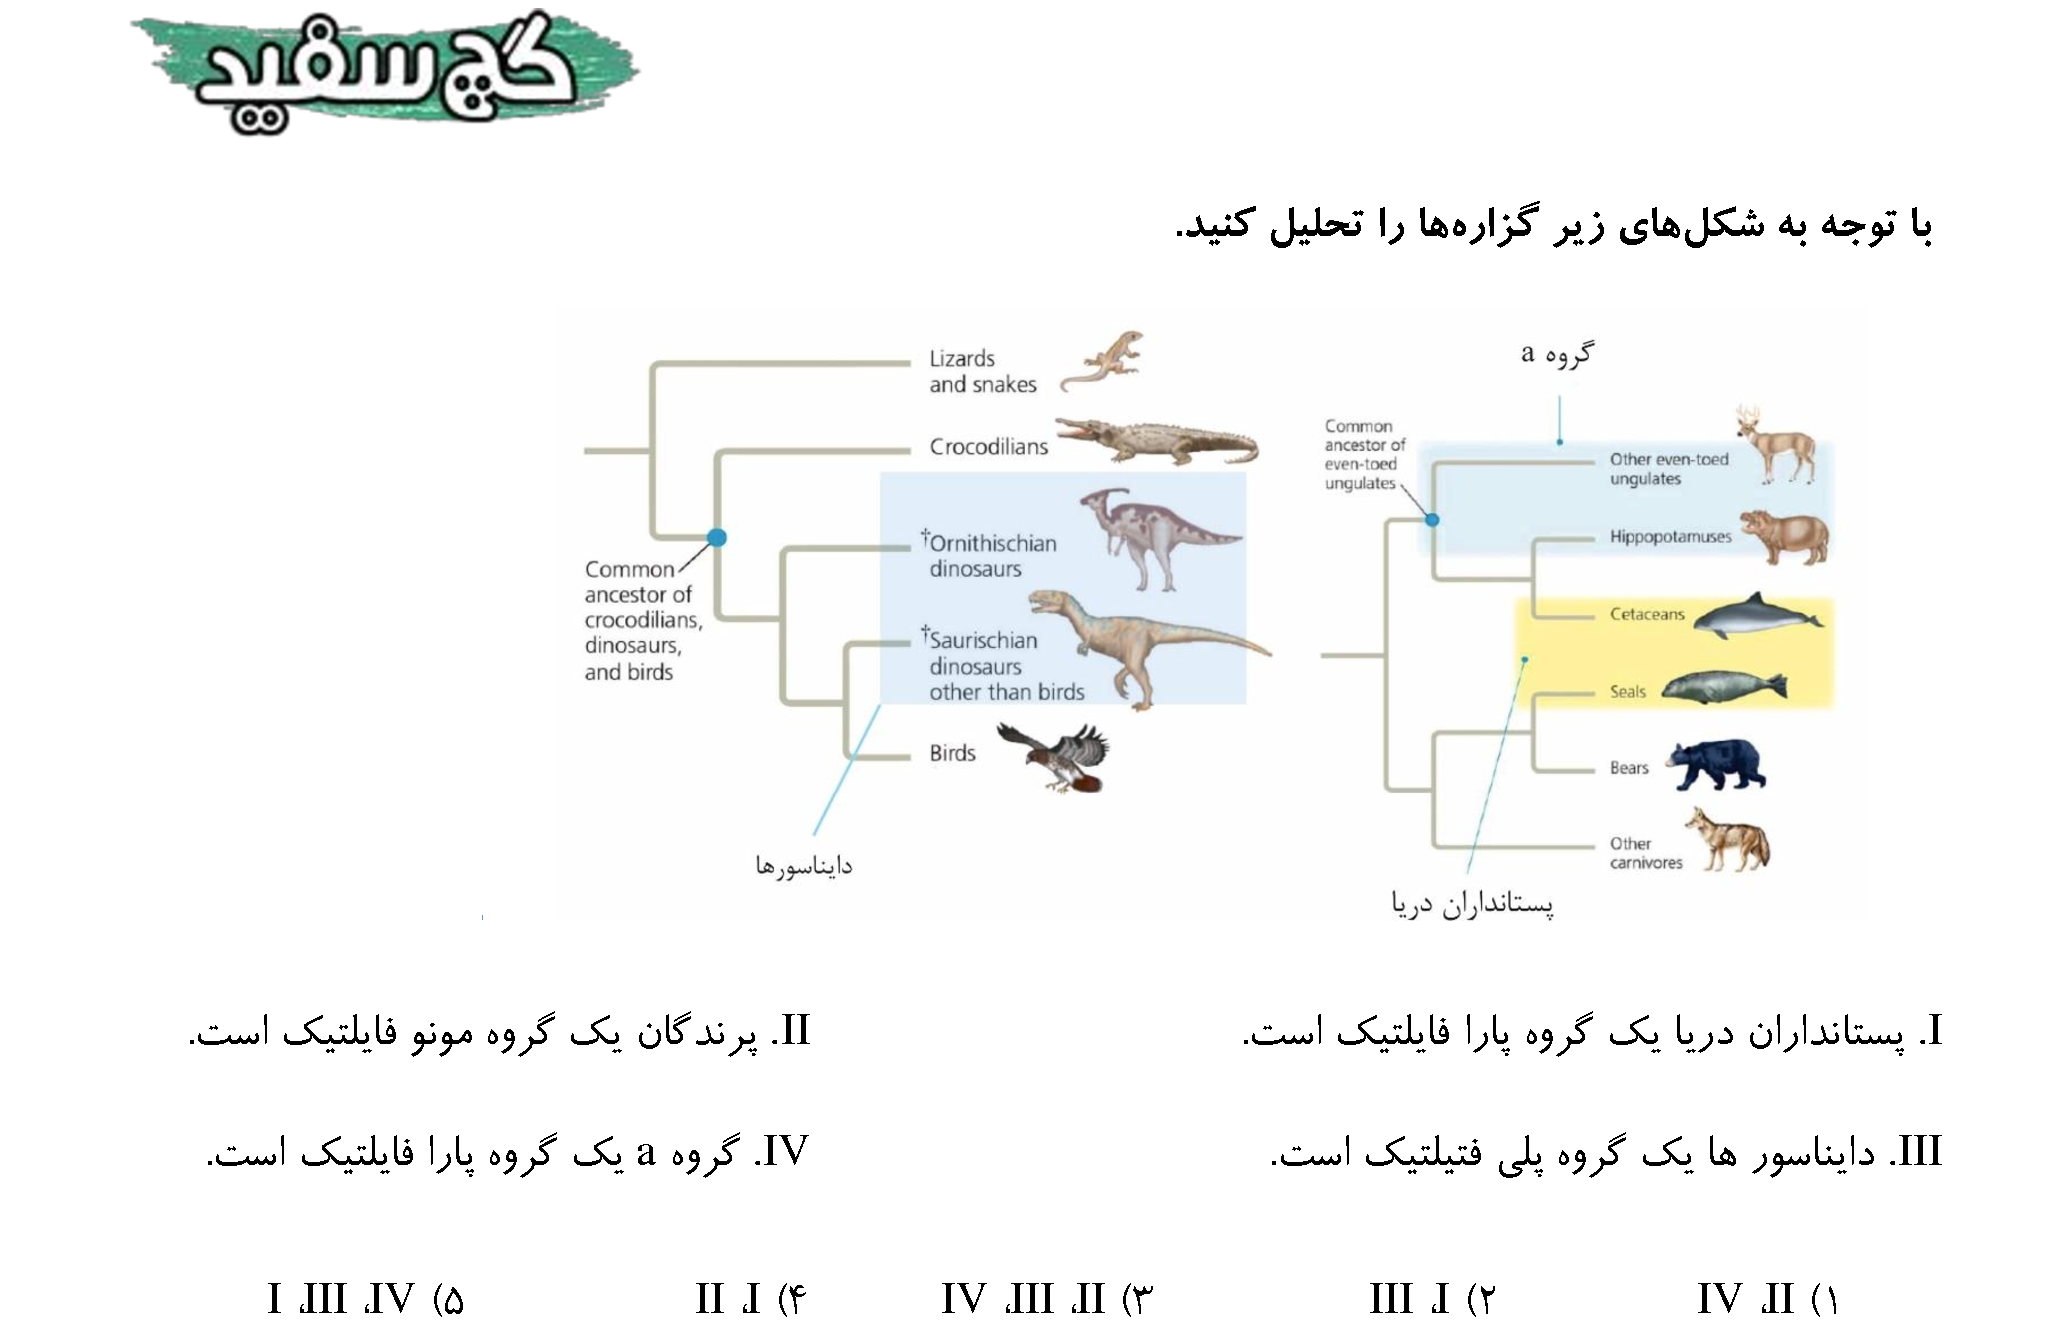 گچ سفید
با توجه به شکل‌های زیر گزاره‌ها را تحلیل کنید.
Lizards
and snakes
Crocodilians
†Ornithischian
dinosaurs
†Saurischian
dinosaurs
other than birds
Birds
Common
ancestor of
crocodilians,
dinosaurs,
and birds
دایناسورها
گروه a
Common
ancestor of
even-toed
ungulates
Other even-toed
ungulates
Hippopotamuses
Cetaceans
Seals
Bears
Other
carnivores
پستانداران دریا
I. پستانداران دریا یک گروه پارا فایلتیک است.
II. پرندگان یک گروه مونو فایلتیک است.
III. دایناسور ها یک گروه پلی فتیلتیک است.
IV. گروه a یک گروه پارا فایلتیک است.
۱) II، IV
۲) I، III
۳) II، III، IV
۴) I، II
۵) IV، III، I